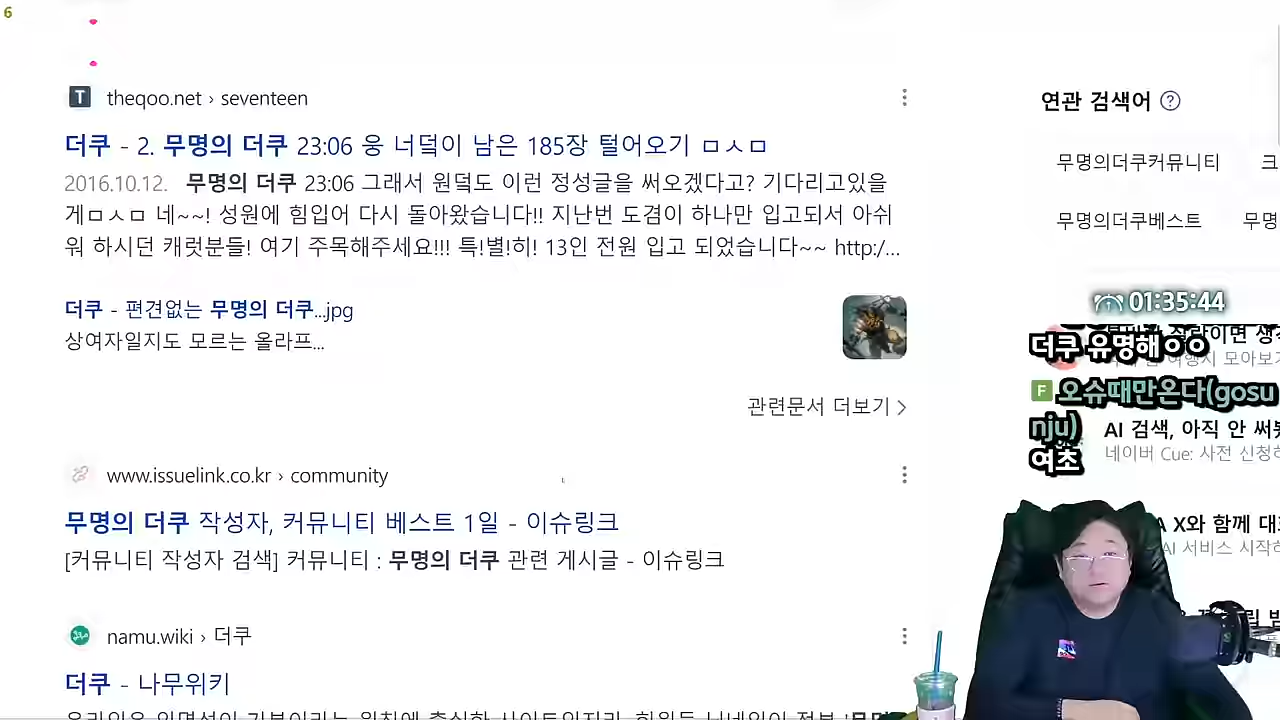 6
theqoo.net › seventeen
더쿠 - 2. 무명의 더쿠 23:06 웅 너덬이 남은 185장 털어오기 ㅁㅅㅁ
2016.10.12. 무명의 더쿠 23:06 그래서 원덬도 이런 정성글을 써오겠다고? 기다리고있을
게ㅁㅅㅁ 네~~! 성원에 힘입어 다시 돌아왔습니다!! 지난번 도겸이 하나만 입고되서 아쉬
워 하시던 캐럿분들! 여기 주목해주세요!!! 특!별!히! 13인 전원 입고 되었습니다~~ http:/...
더쿠 - 편견없는 무명의 더쿠...jpg
상여자일지도 모르는 올라프...
관련문서 더보기
www.issuelink.co.kr › community
무명의 더쿠 작성자, 커뮤니티 베스트 1일 - 이슈링크
[커뮤니티 작성자 검색] 커뮤니티 : 무명의 더쿠 관련 게시글 - 이슈링크
namu.wiki › 더쿠
더쿠 - 나무위키
연관 검색어 ?
무명의더쿠커뮤니티 크
무명의더쿠베스트 무명
01:35:44
더쿠 유명해ㅇㅇ
F 오슈때만온다(gosu
nju)
여초
AI 검색, 아직 안 써봤
네이버 Cue: 사전 신청하
X와 함께 대
AI 서비스 시작하